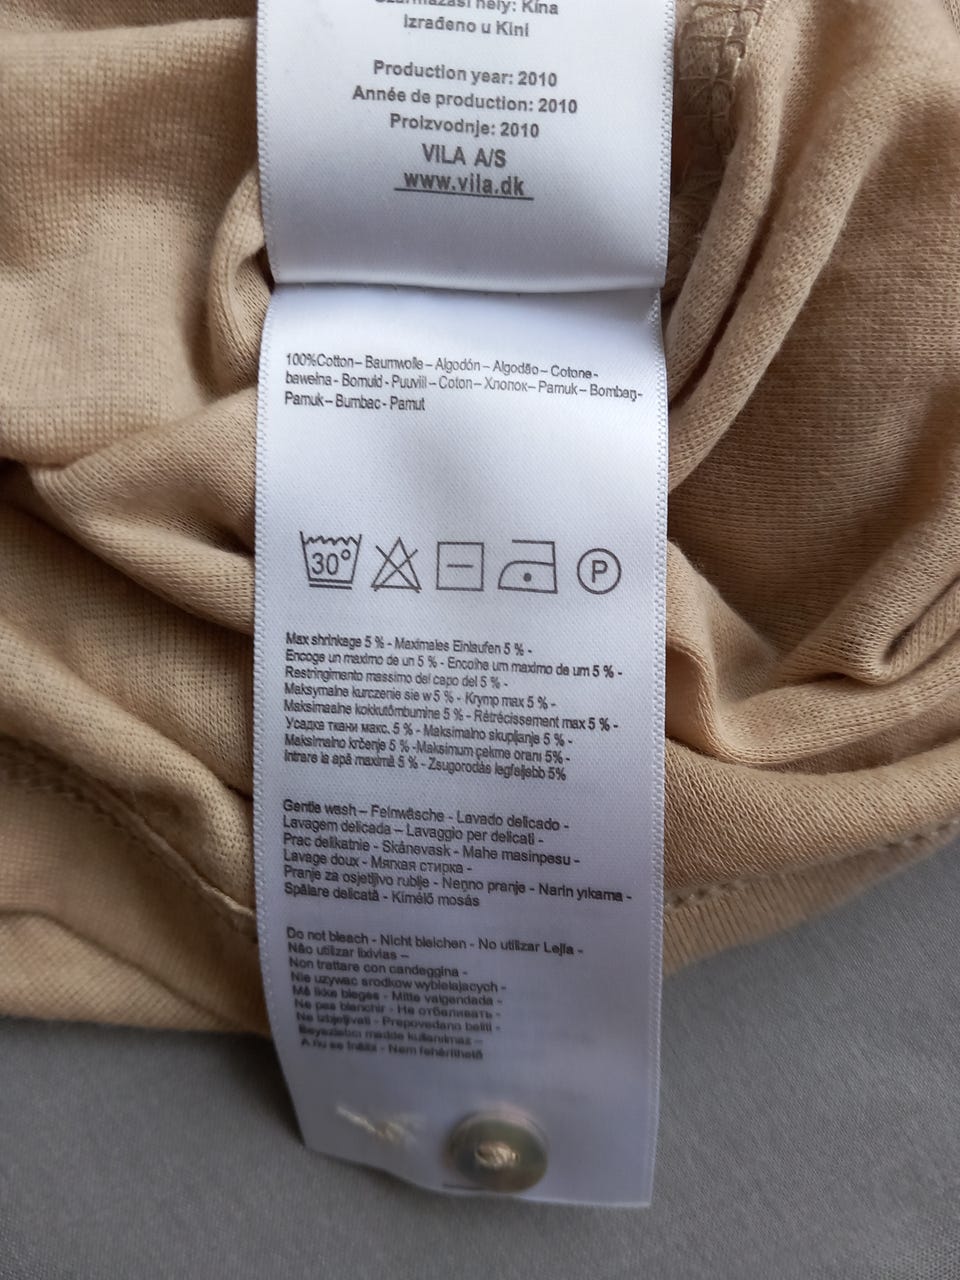 Származási hely: Kína
Izrađeno u Kini
Production year: 2010
Année de production: 2010
Proizvodnje: 2010
VILA A/S
www.vila.dk
100%Cotton– Baumwolle – Algodón – Algodão – Cotone -
bawełna - Bomuld - Puuvill – Coton – Хлопок – Pamuk – Bombaņ-
Pamuk – Bumbac - Pamut
30°
P
Max shrinkage 5 % - Maximales Einlaufen 5 % -
Encoge un maximo de un 5 % - Encolhe um maximo de um 5 % -
Restringimento massimo del capo del 5 % -
Maksymalne kurczenie sie w 5 % - Krymp max 5 % -
Maksimaalne kokkutõmbumine 5 % - Rétrécissement max 5 % -
Усадка ткани макс. 5 % - Maksimalno skupljanje 5 % -
Maksimalno krčenje 5 % -Maksimum çekme oranı 5% -
Intrare la apă maximă 5 % - Zsugorodás legfeljebb 5%
Gentle wash – Feinwäsche - Lavado delicado -
Lavagem delicada – Lavaggio per delicati -
Prac delikatnie - Skånevask - Mahe masinpesu -
Lavage doux - Мягкая стирка -
Pranje za osjetljivo rublje - Neņno pranje - Narin yıkama -
Spălare delicată - Kímélő mosás
Do not bleach - Nicht bleichen - No utilizar Lejía -
Não utilizar lixivias –
Non trattare con candeggina -
Nie uzywac srodkow wybielajacych -
Må ikke bleges - Mitte valgendada -
Ne pas blanchir - Не отбеливать -
Ne izbjeljivati - Prepovedano beliti -
Beyazlatıcı madde kullanılmaz –
A nu se înălbi - Nem fehéríthető